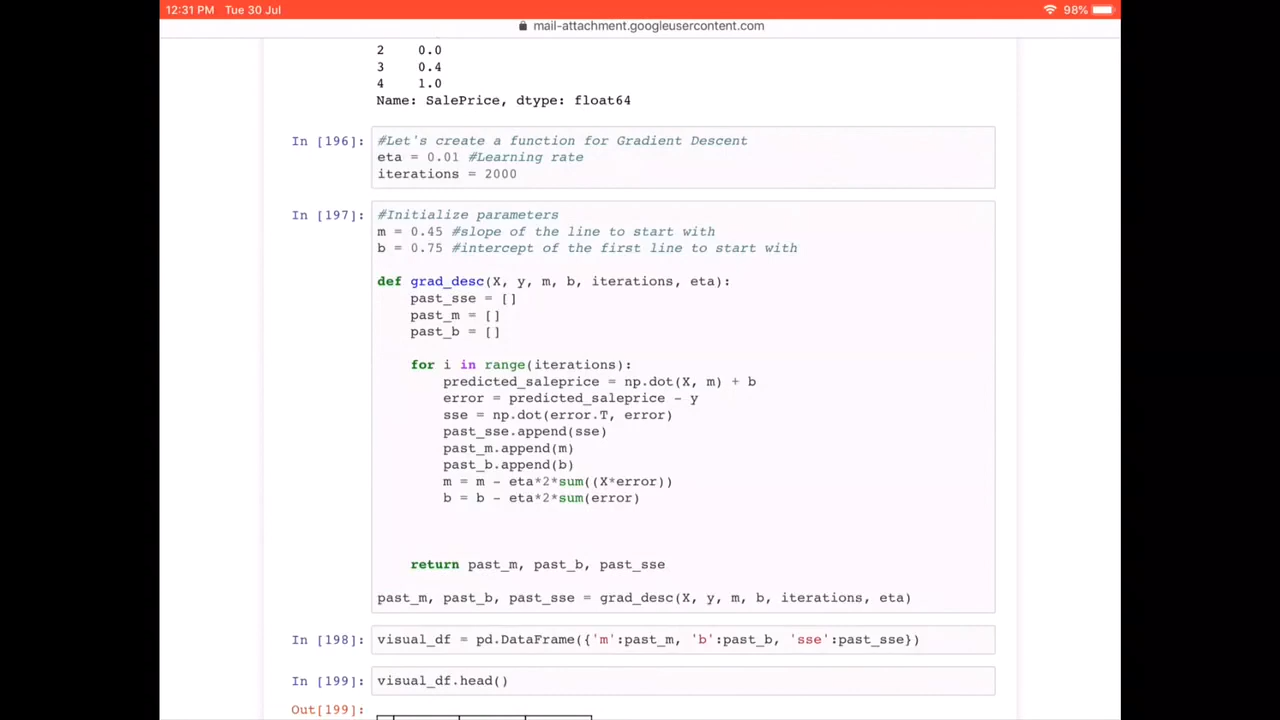 12:31 PM Tue 30 Jul 98%
mail-attachment.googleusercontent.com
2 0.0
3 0.4
4 1.0
Name: SalePrice, dtype: float64
In [196]: #Let's create a function for Gradient Descent
eta = 0.01 #Learning rate
iterations = 2000
In [197]: #Initialize parameters
m = 0.45 #slope of the line to start with
b = 0.75 #intercept of the first line to start with
def grad_desc(X, y, m, b, iterations, eta):
past_sse = []
past_m = []
past_b = []
for i in range(iterations):
predicted_saleprice = np.dot(X, m) + b
error = predicted_saleprice - y
sse = np.dot(error.T, error)
past_sse.append(sse)
past_m.append(m)
past_b.append(b)
m = m - eta*2*sum((X*error))
b = b - eta*2*sum(error)
return past_m, past_b, past_sse
past_m, past_b, past_sse = grad_desc(X, y, m, b, iterations, eta)
In [198]: visual_df = pd.DataFrame({'m':past_m, 'b':past_b, 'sse':past_sse})
In [199]: visual_df.head()
Out[199]: